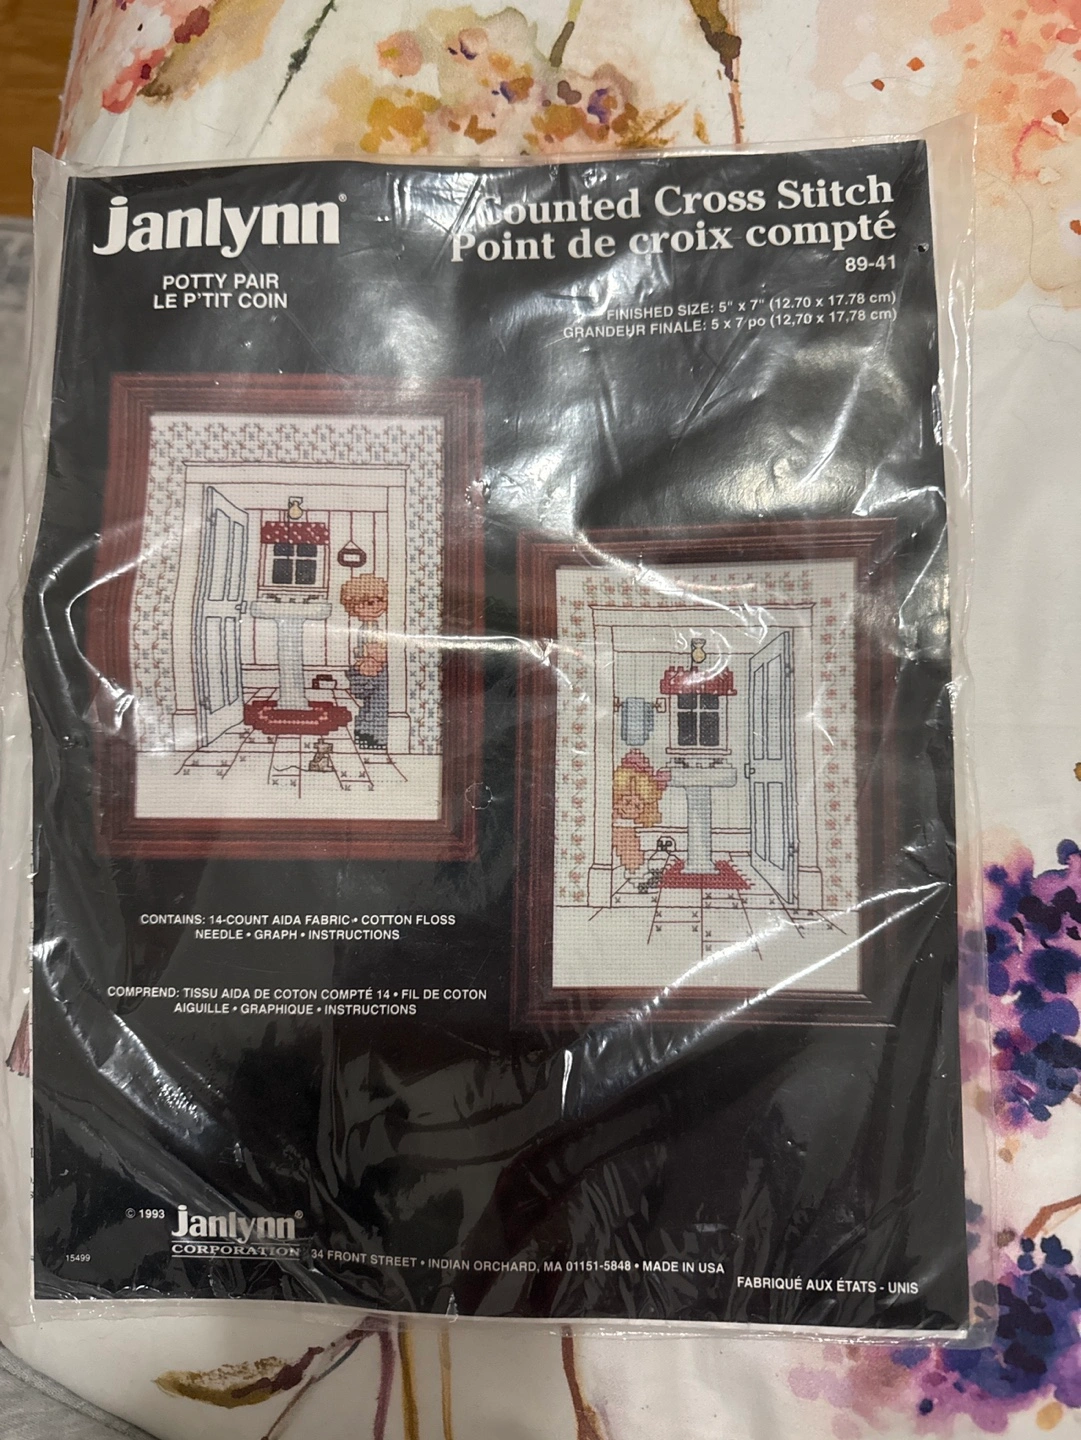 Janlynn®
POTTY PAIR
LE P'TIT COIN
Counted Cross Stitch
Point de croix compté
89-41
FINISHED SIZE: 5" x 7" (12.70 x 17.78 cm)
GRANDEUR FINALE: 5 x 7 po (12,70 x 17,78 cm)
CONTAINS: 14-COUNT AIDA FABRIC • COTTON FLOSS
NEEDLE • GRAPH • INSTRUCTIONS
COMPREND: TISSU AIDA DE COTON COMPTÉ 14 • FIL DE COTON
AIGUILLE • GRAPHIQUE • INSTRUCTIONS
© 1993 Janlynn®
CORPORATION
34 FRONT STREET • INDIAN ORCHARD, MA 01151-5848 • MADE IN USA
15499
FABRIQUÉ AUX ÉTATS - UNIS